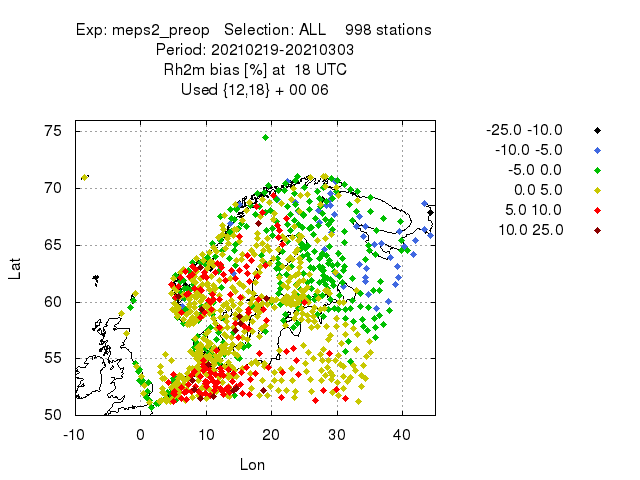 Exp: meps2_preop   Selection: ALL    998 stations
Period: 20210219-20210303
Rh2m bias [%] at  18 UTC
Used {12,18} + 00 06
75
70
65
60
55
50
-10 0 10 20 30 40
Lat
Lon
-25.0 -10.0
-10.0 -5.0
-5.0 0.0
0.0 5.0
5.0 10.0
10.0 25.0